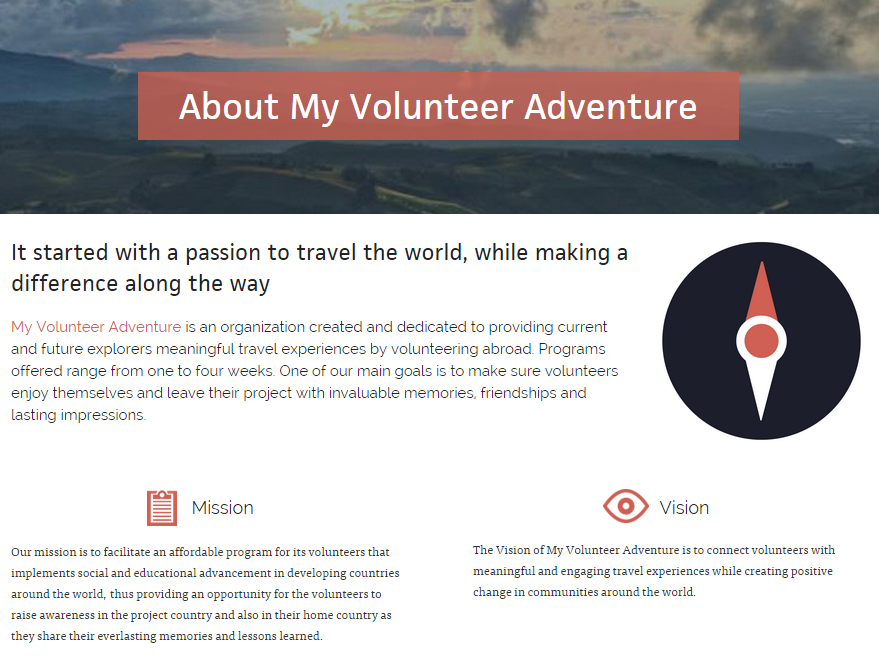 About My Volunteer Adventure
It started with a passion to travel the world, while making a
difference along the way
My Volunteer Adventure is an organization created and dedicated to providing current
and future explorers meaningful travel experiences by volunteering abroad. Programs
offered range from one to four weeks. One of our main goals is to make sure volunteers
enjoy themselves and leave their project with invaluable memories, friendships and
lasting impressions.
Mission
Our mission is to facilitate an affordable program for its volunteers that
implements social and educational advancement in developing countries
around the world, thus providing an opportunity for the volunteers to
raise awareness in the project country and also in their home country as
they share their everlasting memories and lessons learned.
Vision
The Vision of My Volunteer Adventure is to connect volunteers with
meaningful and engaging travel experiences while creating positive
change in communities around the world.